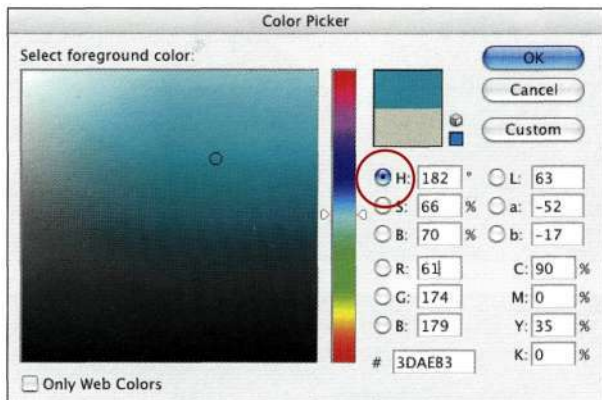 Color Picker
Select foreground color:
OK
Cancel
Custom
H: 182 ° L: 63
S: 66 % a: -52
B: 70 % b: -17
R: 61 C: 90 %
G: 174 M: 0 %
B: 179 Y: 35 %
# 3DAEB3 K: 0 %
Only Web Colors